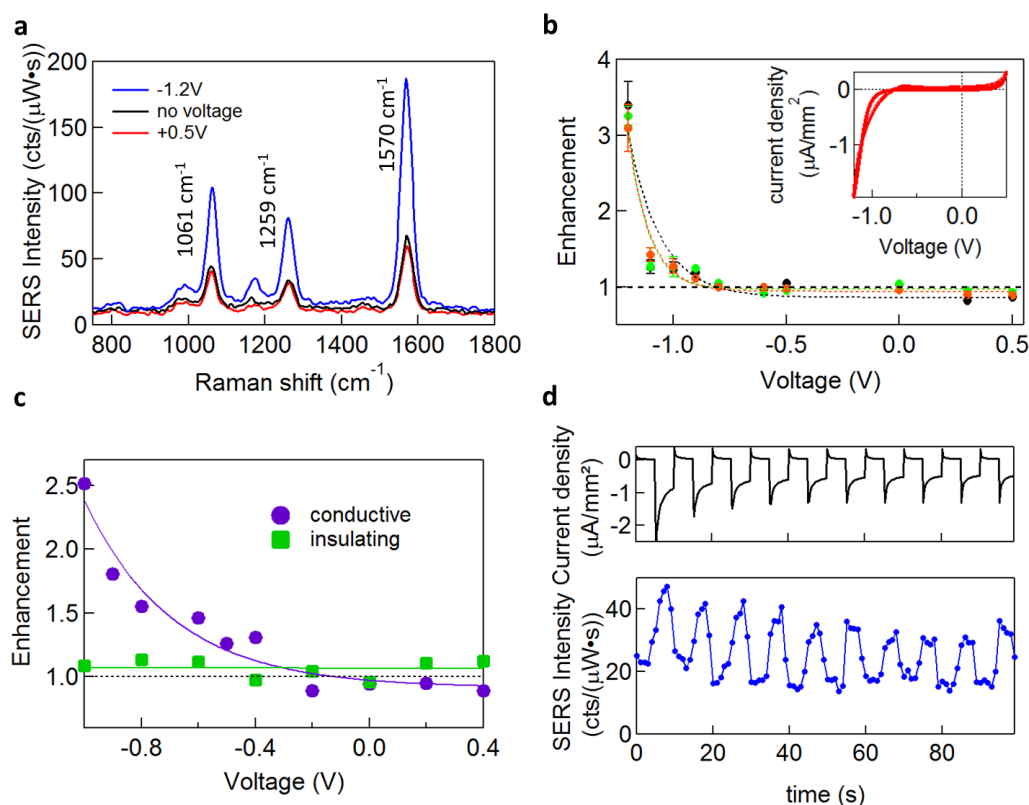 a
SERS Intensity (cts/(μW•s))
200
150
100
50
0
-1.2V
no voltage
+0.5V
1061 cm⁻¹
1259 cm⁻¹
1570 cm⁻¹
800
1000
1200
1400
1600
1800
Raman shift (cm⁻¹)
b
Enhancement
4
3
2
1
-1.0
-0.5
0.0
0.5
Voltage (V)
current density
(μA/mm²)
0
-1
-1.0
0.0
Voltage (V)
c
Enhancement
2.5
2.0
1.5
1.0
conductive
insulating
-0.8
-0.4
0.0
0.4
Voltage (V)
d
Current density
(μA/mm²)
0
-1
-2
SERS Intensity
(cts/(μW•s))
40
20
0
0
20
40
60
80
time (s)